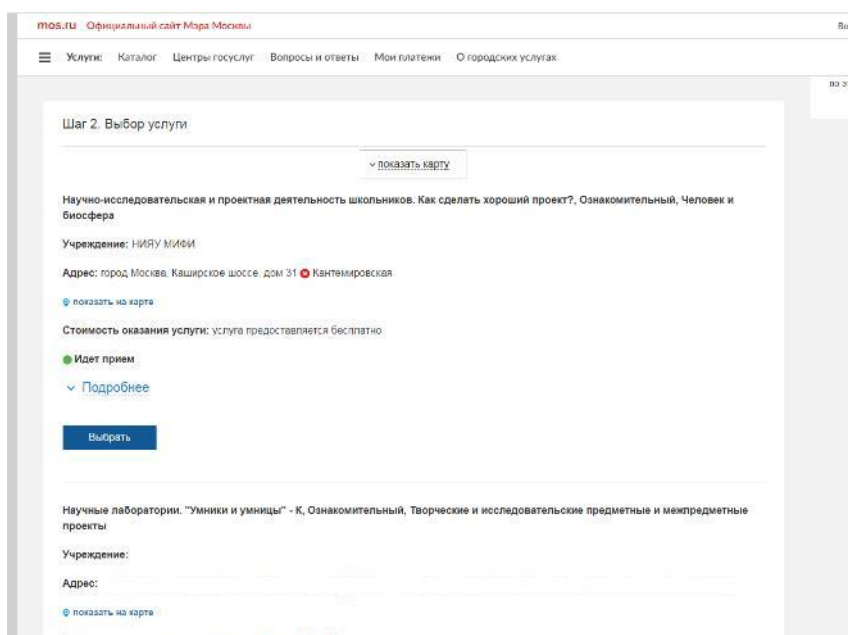 mos.ru Официальный сайт Мэра Москвы
Во
Услуги: Каталог Центры госуслуг Вопросы и ответы Мои платежи О городских услугах
по э
Шаг 2. Выбор услуги
показать карту
Научно-исследовательская и проектная деятельность школьников. Как сделать хороший проект?, Ознакомительный, Человек и
биосфера
Учреждение: НИЯУ МИФИ
Адрес: город Москва, Каширское шоссе, дом 31 Кантемировская
показать на карте
Стоимость оказания услуги: услуга предоставляется бесплатно
Идет прием
Подробнее
Выбрать
Научные лаборатории. "Умники и умницы" - К, Ознакомительный, Творческие и исследовательские предметные и межпредметные
проекты
Учреждение:
Адрес:
показать на карте